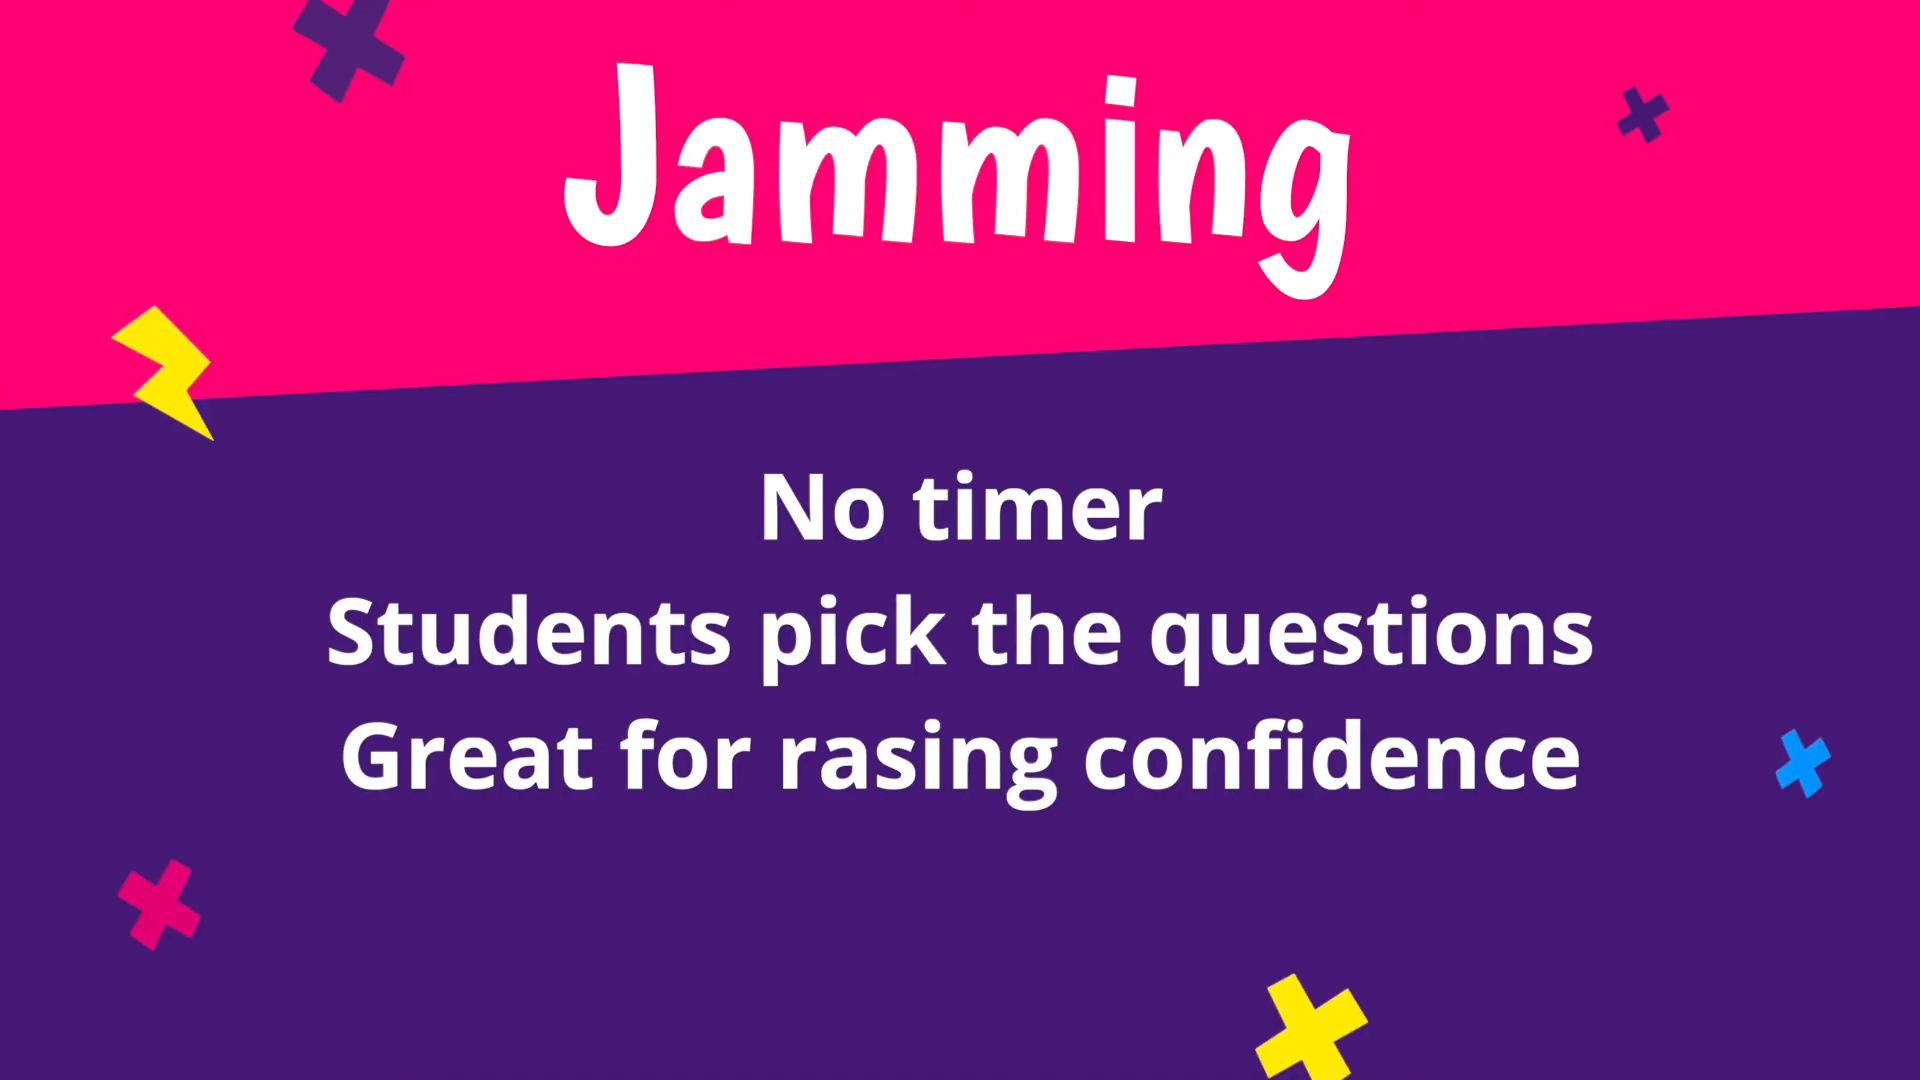 Jamming
No timer
Students pick the questions
Great for rasing confidence